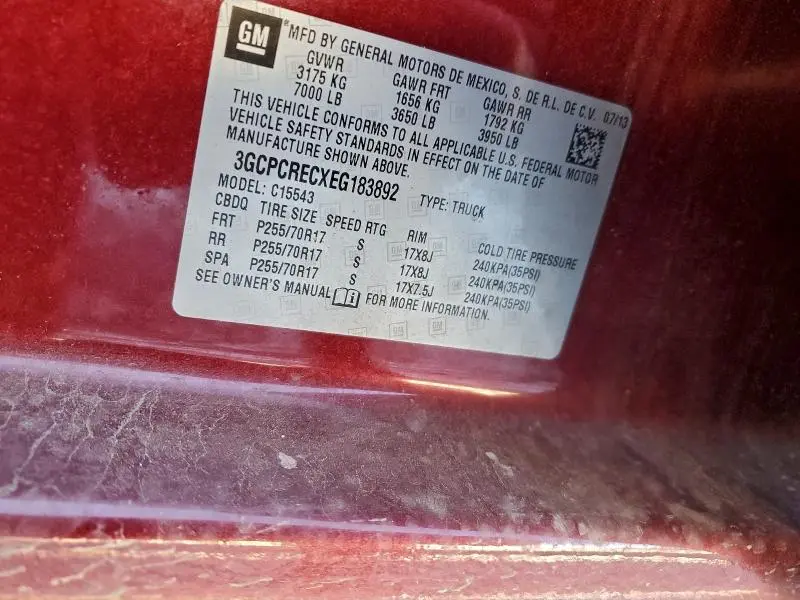 GM
*MFD BY GENERAL MOTORS DE MEXICO, S. DE R.L. DE C.V. 07/13
GVWR GAWR FRT GAWR RR
3175 KG 1656 KG 1792 KG
7000 LB 3650 LB 3950 LB
THIS VEHICLE CONFORMS TO ALL APPLICABLE U.S. FEDERAL MOTOR
VEHICLE SAFETY STANDARDS IN EFFECT ON THE DATE OF
MANUFACTURE SHOWN ABOVE.
3GCPCRECXEG183892
MODEL: C15543 TYPE: TRUCK
CBDQ TIRE SIZE SPEED RTG RIM COLD TIRE PRESSURE
FRT P255/70R17 S 17X8J 240KPA(35PSI)
RR P255/70R17 S 17X8J 240KPA(35PSI)
SPA P255/70R17 S 17X7.5J 240KPA(35PSI)
SEE OWNER'S MANUAL FOR MORE INFORMATION.